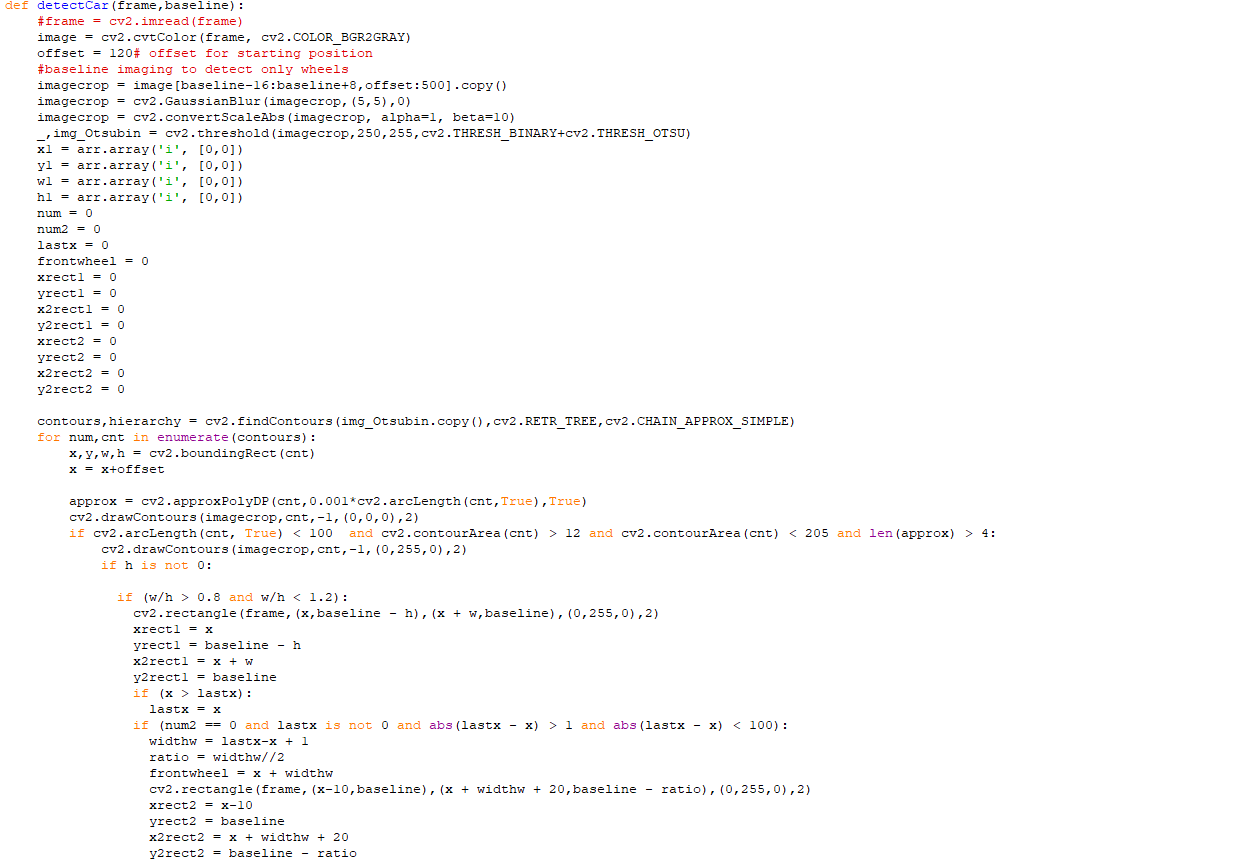 def detectCar(frame,baseline):
    #frame = cv2.imread(frame)
    image = cv2.cvtColor(frame, cv2.COLOR_BGR2GRAY)
    offset = 120# offset for starting position
    #baseline imaging to detect only wheels
    imagecrop = image[baseline-16:baseline+8,offset:500].copy()
    imagecrop = cv2.GaussianBlur(imagecrop,(5,5),0)
    imagecrop = cv2.convertScaleAbs(imagecrop, alpha=1, beta=10)
    _,img_Otsubin = cv2.threshold(imagecrop,250,255,cv2.THRESH_BINARY+cv2.THRESH_OTSU)
    x1 = arr.array('i', [0,0])
    y1 = arr.array('i', [0,0])
    w1 = arr.array('i', [0,0])
    h1 = arr.array('i', [0,0])
    num = 0
    num2 = 0
    lastx = 0
    frontwheel = 0
    xrect1 = 0
    yrect1 = 0
    x2rect1 = 0
    y2rect1 = 0
    xrect2 = 0
    yrect2 = 0
    x2rect2 = 0
    y2rect2 = 0

    contours,hierarchy = cv2.findContours(img_Otsubin.copy(),cv2.RETR_TREE,cv2.CHAIN_APPROX_SIMPLE)
    for num,cnt in enumerate(contours):
        x,y,w,h = cv2.boundingRect(cnt)
        x = x+offset

        approx = cv2.approxPolyDP(cnt,0.001*cv2.arcLength(cnt,True),True)
        cv2.drawContours(imagecrop,cnt,-1,(0,0,0),2)
        if cv2.arcLength(cnt, True) < 100  and cv2.contourArea(cnt) > 12 and cv2.contourArea(cnt) < 205 and len(approx) > 4:
            cv2.drawContours(imagecrop,cnt,-1,(0,255,0),2)
            if h is not 0:

              if (w/h > 0.8 and w/h < 1.2):
                cv2.rectangle(frame,(x,baseline - h),(x + w,baseline),(0,255,0),2)
                xrect1 = x
                yrect1 = baseline - h
                x2rect1 = x + w
                y2rect1 = baseline
                if (x > lastx):
                  lastx = x
                if (num2 == 0 and lastx is not 0 and abs(lastx - x) > 1 and abs(lastx - x) < 100):
                  widthw = lastx-x + 1
                  ratio = widthw//2
                  frontwheel = x + widthw
                  cv2.rectangle(frame,(x-10,baseline),(x + widthw + 20,baseline - ratio),(0,255,0),2)
                  xrect2 = x-10
                  yrect2 = baseline
                  x2rect2 = x + widthw + 20
                  y2rect2 = baseline - ratio